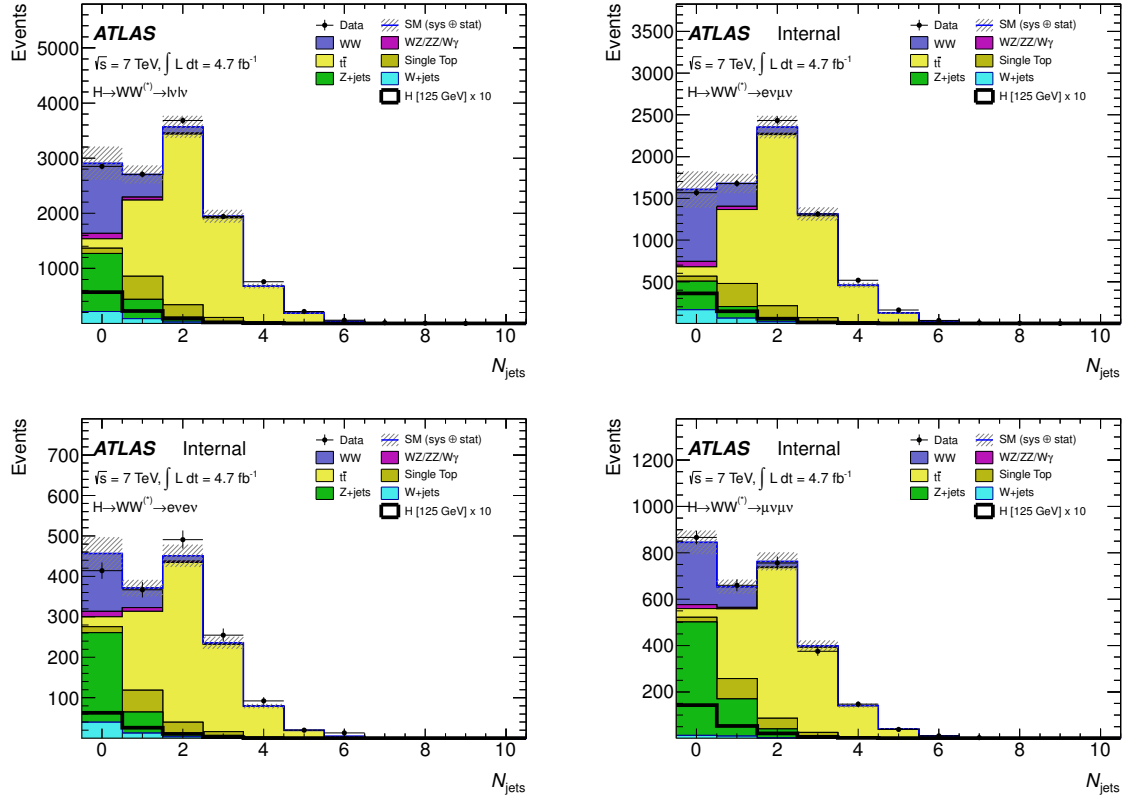 Events
ATLAS
√s = 7 TeV, ∫ L dt = 4.7 fb⁻¹
H→WW(*)→lνlν
Data
SM (sys ⊕ stat)
WW
WZ/ZZ/Wγ
tt̄
Single Top
Z+jets
W+jets
H [125 GeV] x 10
5000
4000
3000
2000
1000
0 2 4 6 8 10
N_jets
Events
ATLAS Internal
√s = 7 TeV, ∫ L dt = 4.7 fb⁻¹
H→WW(*)→eνμν
Data
SM (sys ⊕ stat)
WW
WZ/ZZ/Wγ
tt̄
Single Top
Z+jets
W+jets
H [125 GeV] x 10
3500
3000
2500
2000
1500
1000
500
0 2 4 6 8 10
N_jets
Events
ATLAS Internal
√s = 7 TeV, ∫ L dt = 4.7 fb⁻¹
H→WW(*)→eνeν
Data
SM (sys ⊕ stat)
WW
WZ/ZZ/Wγ
tt̄
Single Top
Z+jets
W+jets
H [125 GeV] x 10
700
600
500
400
300
200
100
0 2 4 6 8 10
N_jets
Events
ATLAS Internal
√s = 7 TeV, ∫ L dt = 4.7 fb⁻¹
H→WW(*)→μνμν
Data
SM (sys ⊕ stat)
WW
WZ/ZZ/Wγ
tt̄
Single Top
Z+jets
W+jets
H [125 GeV] x 10
1200
1000
800
600
400
200
0 2 4 6 8 10
N_jets